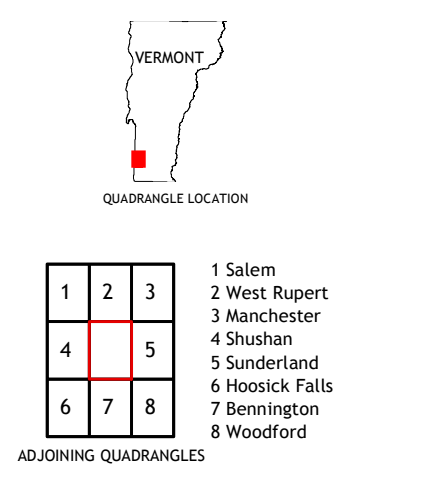 VERMONT
QUADRANGLE LOCATION
1 2 3
4 5
6 7 8
1 Salem
2 West Rupert
3 Manchester
4 Shushan
5 Sunderland
6 Hoosick Falls
7 Bennington
8 Woodford
ADJOINING QUADRANGLES